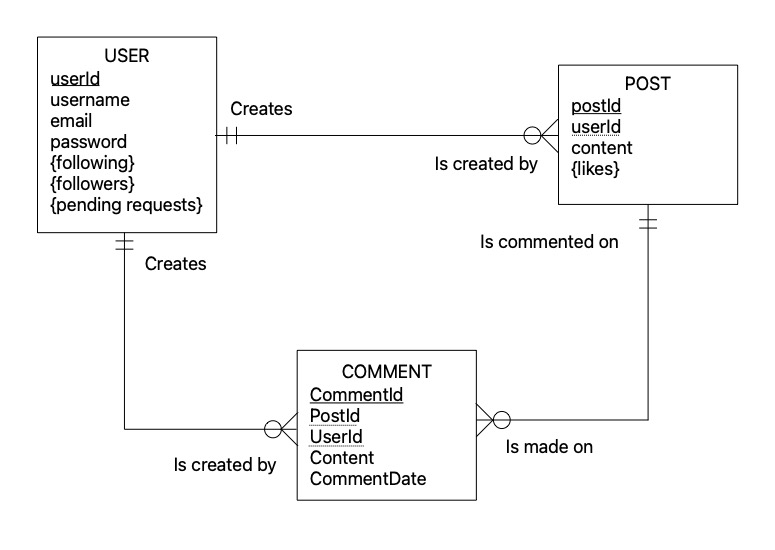 USER
userId
username
email
password
{following}
{followers}
{pending requests}
Creates
Is created by
POST
postId
userId
content
{likes}
Is commented on
Creates
COMMENT
CommentId
PostId
UserId
Content
CommentDate
Is created by
Is made on